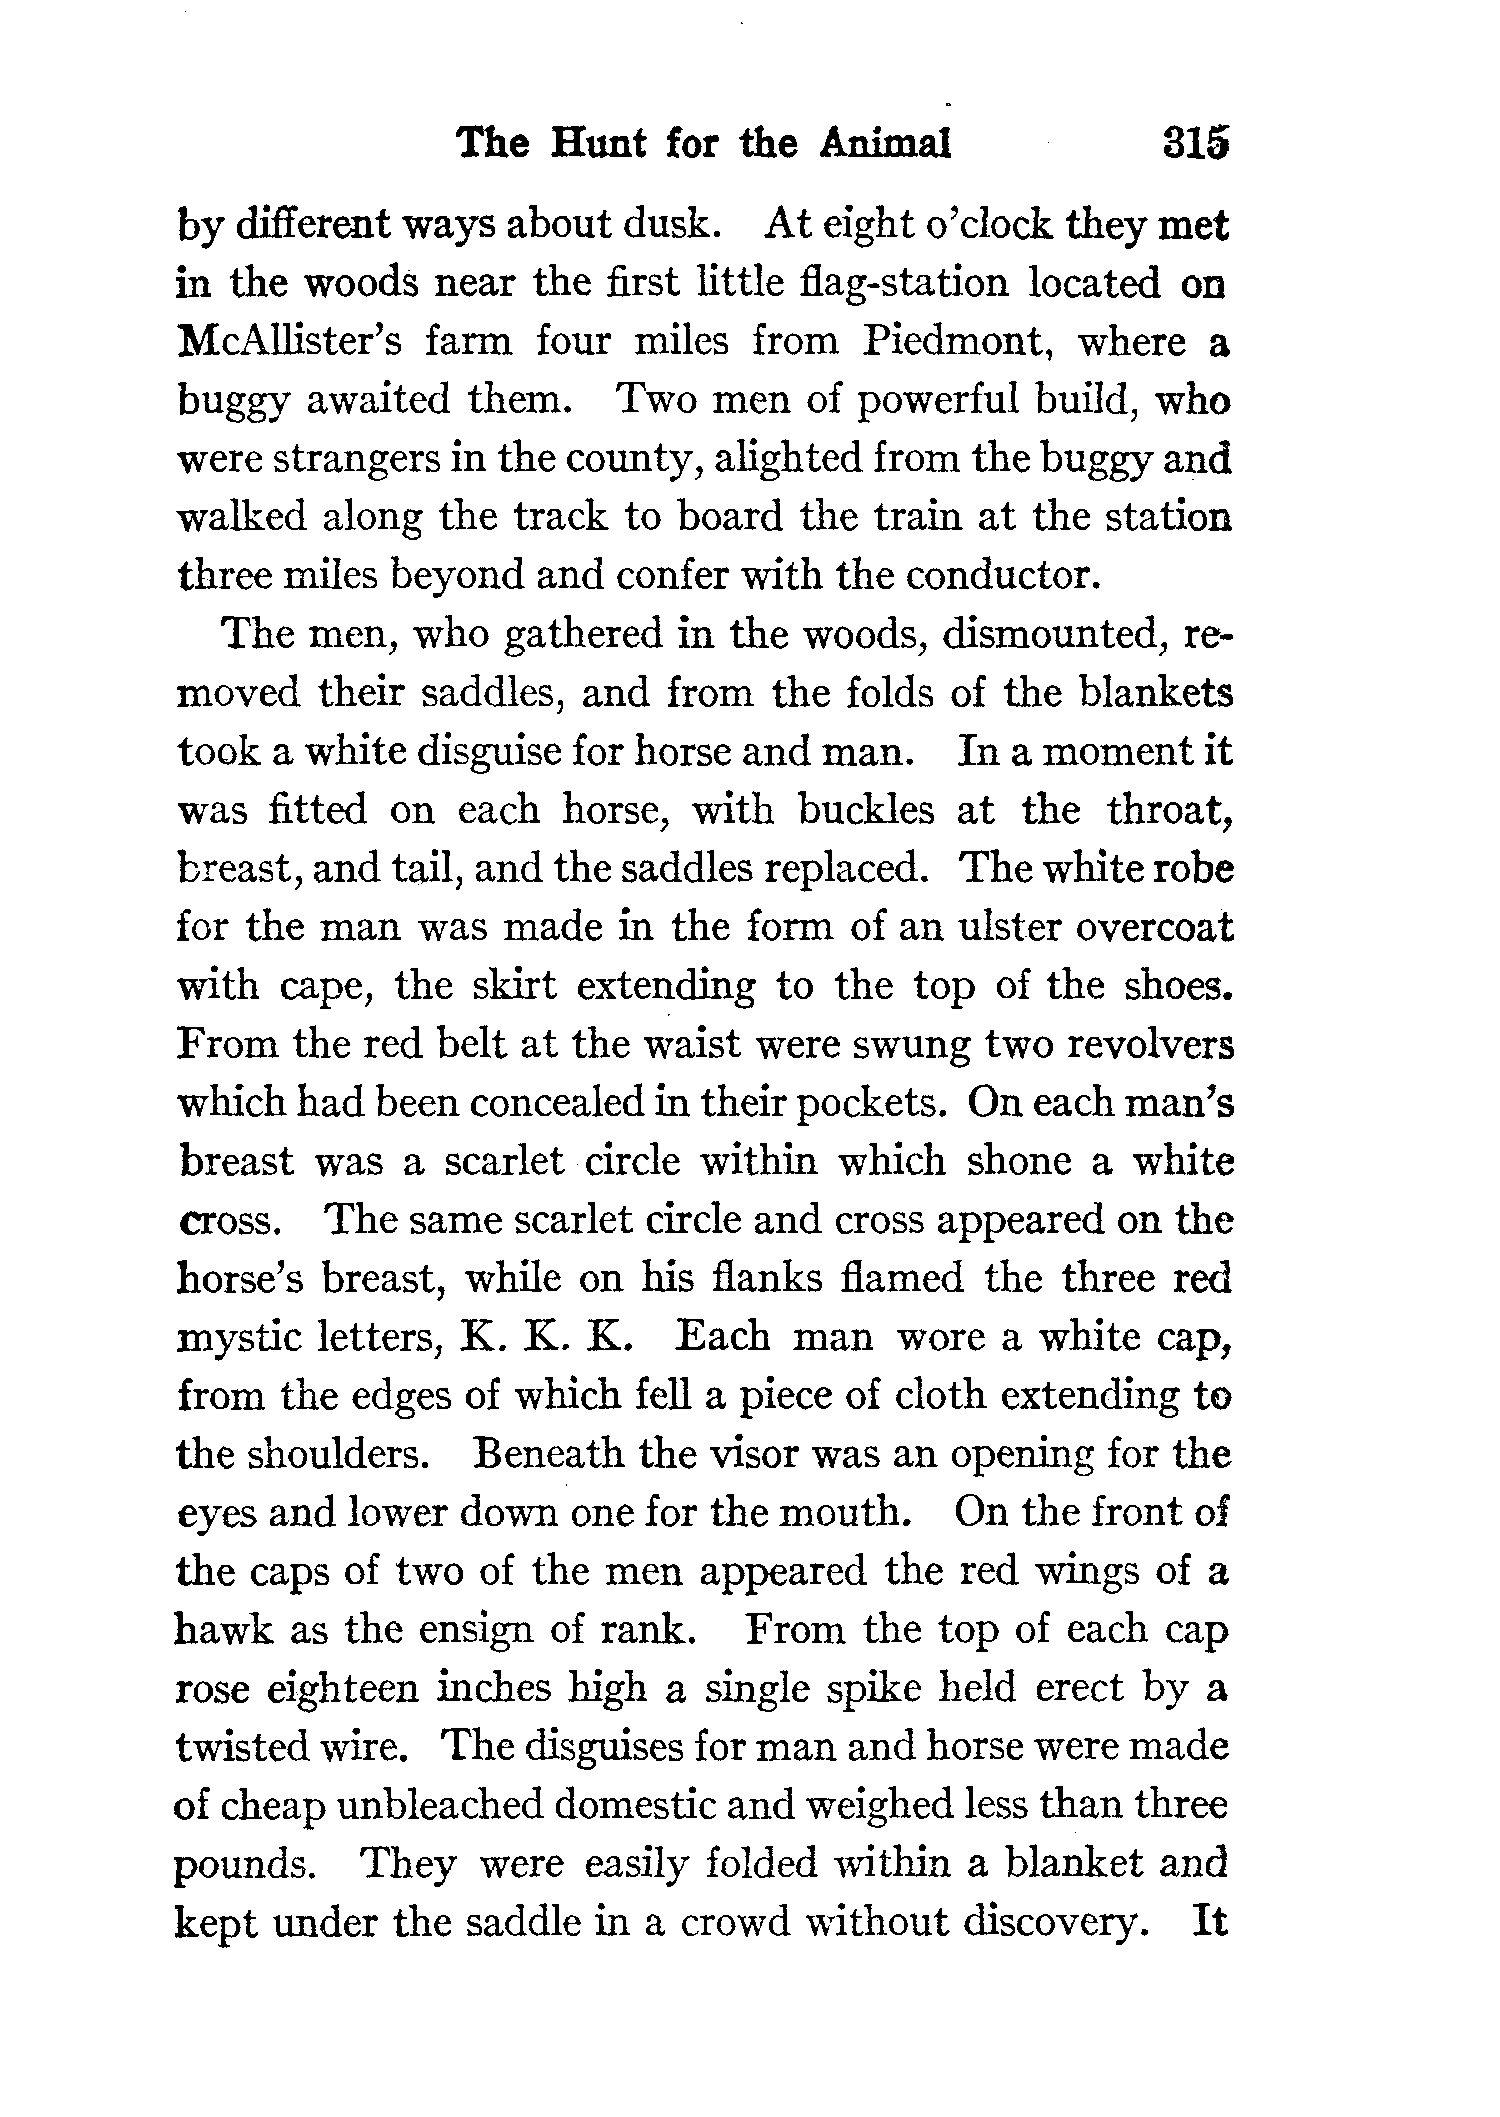 The Hunt for the Animal 315
by different ways about dusk. At eight o'clock they met
in the woods near the first little flag-station located on
McAllister's farm four miles from Piedmont, where a
buggy awaited them. Two men of powerful build, who
were strangers in the county, alighted from the buggy and
walked along the track to board the train at the station
three miles beyond and confer with the conductor.
The men, who gathered in the woods, dismounted, re-
moved their saddles, and from the folds of the blankets
took a white disguise for horse and man. In a moment it
was fitted on each horse, with buckles at the throat,
breast, and tail, and the saddles replaced. The white robe
for the man was made in the form of an ulster overcoat
with cape, the skirt extending to the top of the shoes.
From the red belt at the waist were swung two revolvers
which had been concealed in their pockets. On each man's
breast was a scarlet circle within which shone a white
cross. The same scarlet circle and cross appeared on the
horse's breast, while on his flanks flamed the three red
mystic letters, K. K. K. Each man wore a white cap,
from the edges of which fell a piece of cloth extending to
the shoulders. Beneath the visor was an opening for the
eyes and lower down one for the mouth. On the front of
the caps of two of the men appeared the red wings of a
hawk as the ensign of rank. From the top of each cap
rose eighteen inches high a single spike held erect by a
twisted wire. The disguises for man and horse were made
of cheap unbleached domestic and weighed less than three
pounds. They were easily folded within a blanket and
kept under the saddle in a crowd without discovery. It